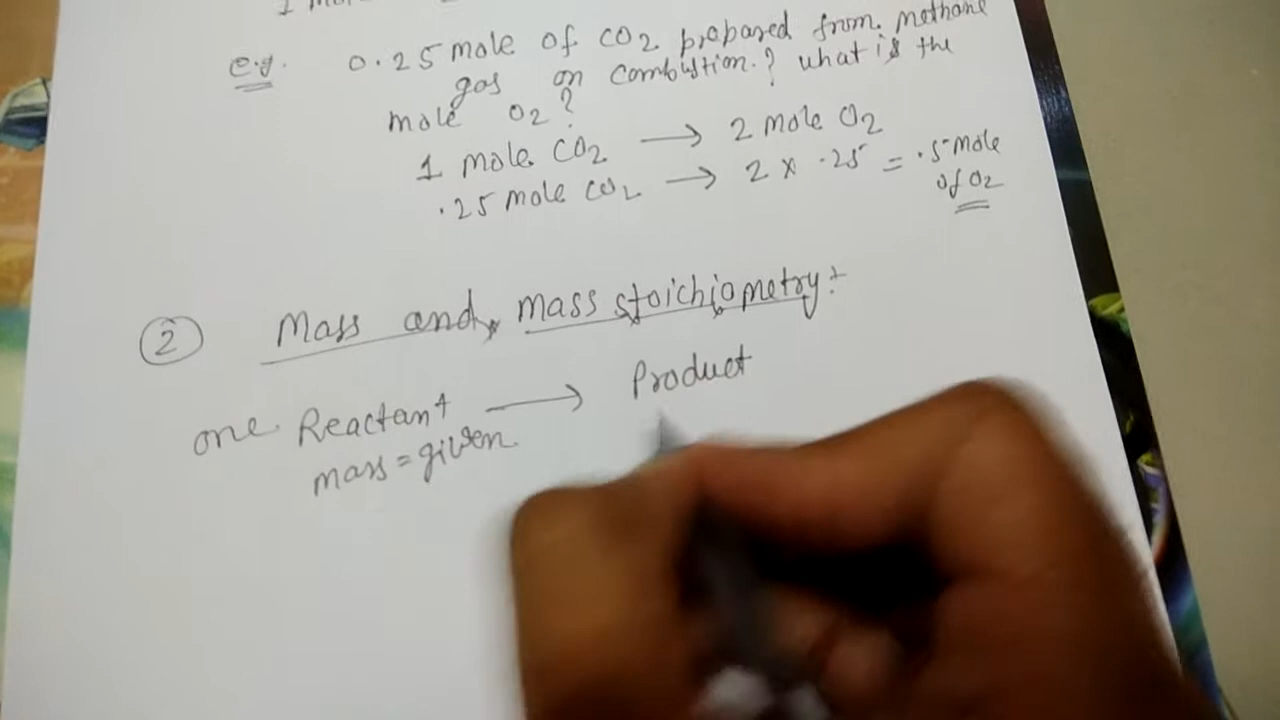 1
e.g. 0.25 mole of CO2 prepared from methane
gas on combustion.? what is the
mole O2?
1 mole CO2 → 2 mole O2
.25 mole CO2 → 2 x .25 = .5 mole
of O2
2 Mass and, mass stoichiometry:-
one Reactant → Product
mass = given